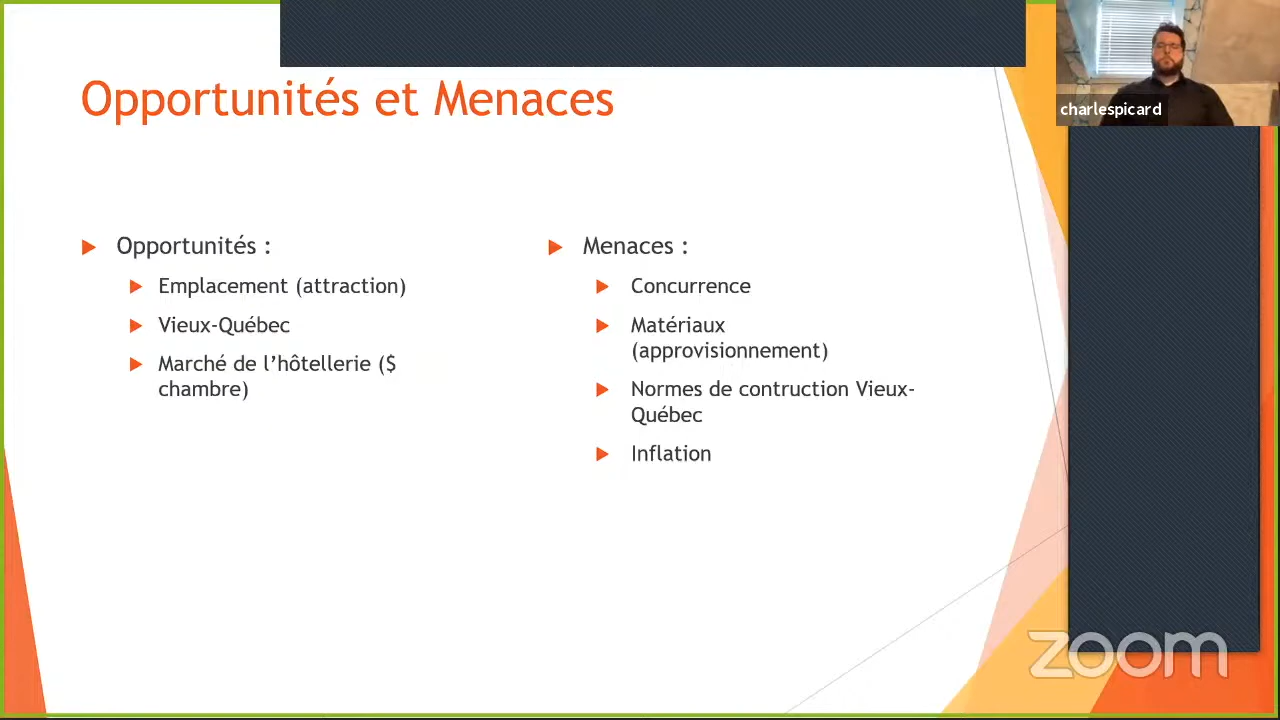 Opportunités et Menaces
charlespicard
Opportunités :
Emplacement (attraction)
Vieux-Québec
Marché de l’hôtellerie ($
chambre)
Menaces :
Concurrence
Matériaux
(approvisionnement)
Normes de contruction Vieux-
Québec
Inflation
zoom